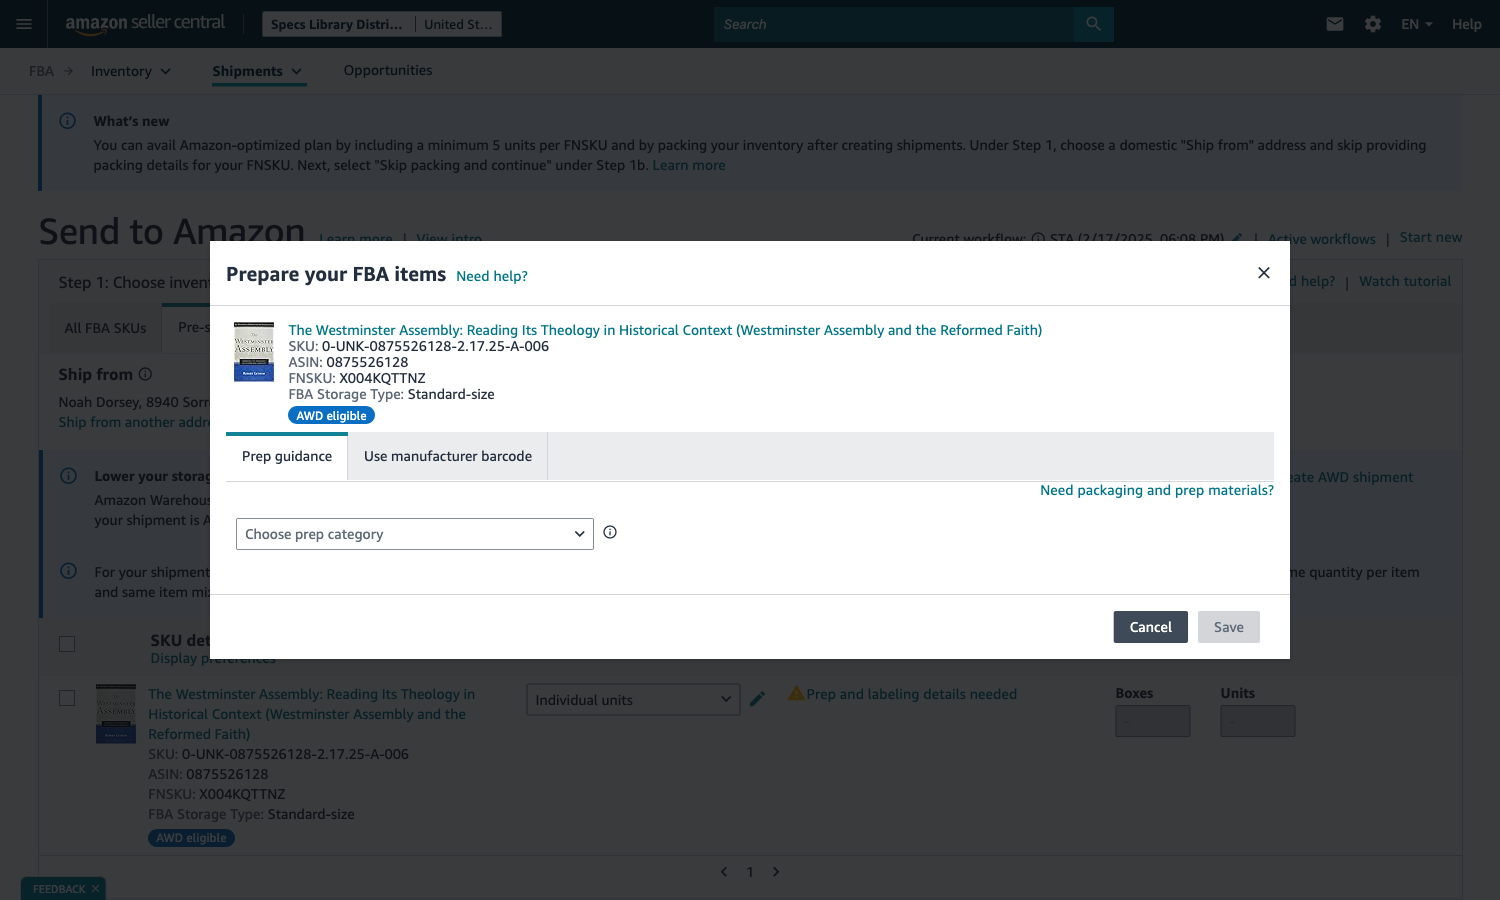 amazon seller central
Specs Library Distri... United St...
Search
EN
Help
FBA
Inventory
Shipments
Opportunities
What's new
You can avail Amazon-optimized plan by including a minimum 5 units per FNSKU and by packing your inventory after creating shipments. Under Step 1, choose a domestic "Ship from" address and skip providing
packing details for your FNSKU. Next, select "Skip packing and continue" under Step 1b. Learn more
Send to Amazon Learn more | View intro
Current workflow: STA (2/17/2025, 06:08 PM) | Active workflows | Start new
Step 1: Choose inven
d help? | Watch tutorial
All FBA SKUs
Pre-s
Ship from
Noah Dorsey, 8940 Sorr
Ship from another addre
Lower your storag
eate AWD shipment
Amazon Warehous
your shipment is A
For your shipment
me quantity per item
and same item mix
Prepare your FBA items Need help?
The Westminster Assembly: Reading Its Theology in Historical Context (Westminster Assembly and the Reformed Faith)
SKU: 0-UNK-0875526128-2.17.25-A-006
ASIN: 0875526128
FNSKU: X004KQTTNZ
FBA Storage Type: Standard-size
AWD eligible
The
WESTMINSTER
ASSEMBLY
Prep guidance
Use manufacturer barcode
Need packaging and prep materials?
Choose prep category
Cancel
Save
SKU det
Display preferences
The Westminster Assembly: Reading Its Theology in
Historical Context (Westminster Assembly and the
Reformed Faith)
SKU: 0-UNK-0875526128-2.17.25-A-006
ASIN: 0875526128
FNSKU: X004KQTTNZ
FBA Storage Type: Standard-size
AWD eligible
Individual units
Prep and labeling details needed
Boxes
Units
1
FEEDBACK